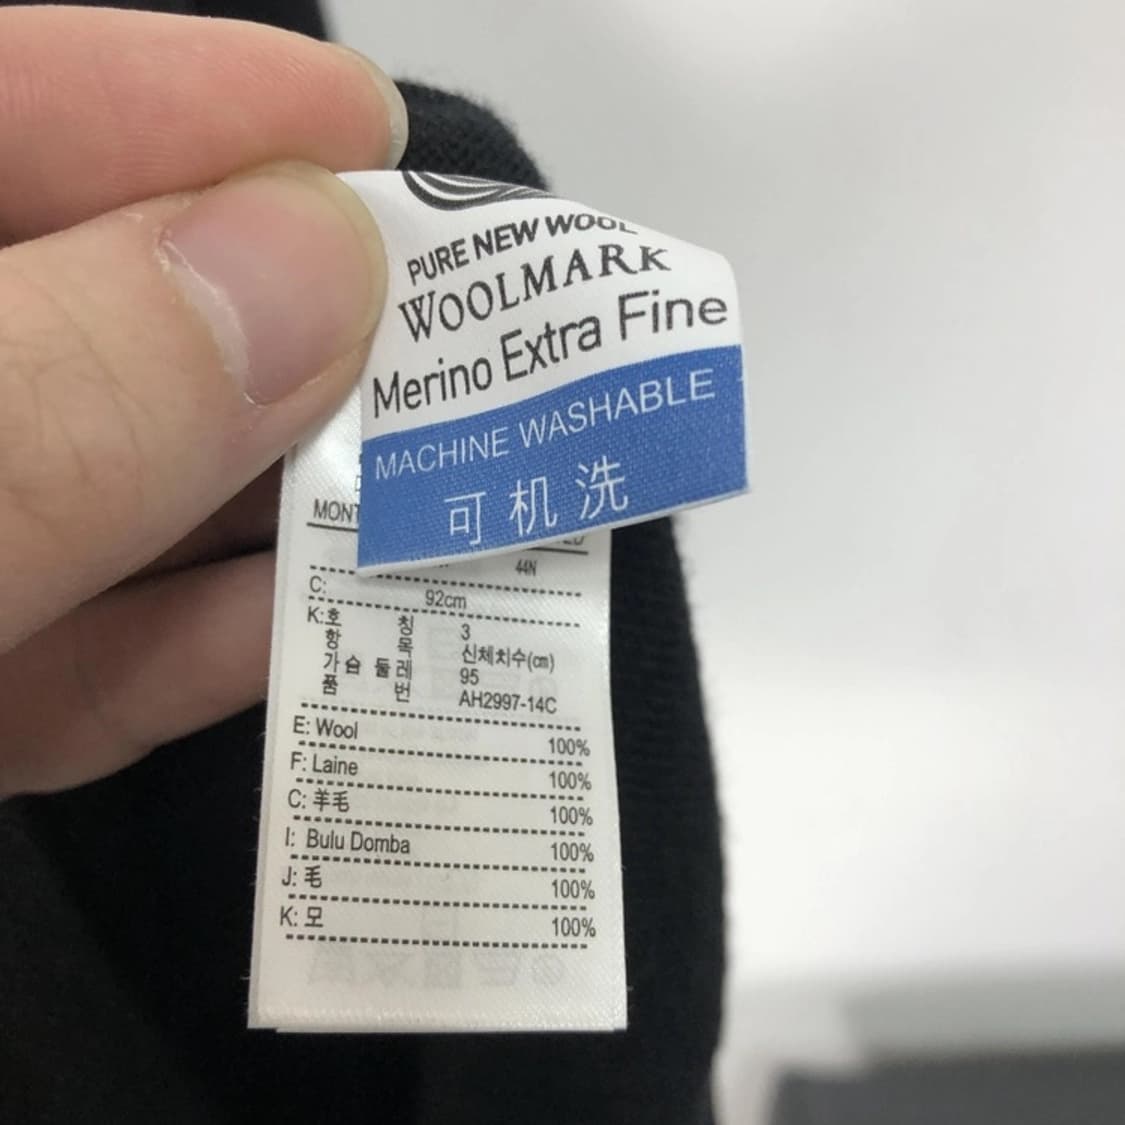 PURE NEW WOOL
WOOLMARK
Merino Extra Fine
MACHINE WASHABLE
可机洗
MONT
44N
C: 92cm
K:호 칭 3
항 목 신체치수(㎝)
가슴 둘레 95
품 번 AH2997-14C
E: Wool 100%
F: Laine 100%
C: 羊毛 100%
I: Bulu Domba 100%
J: 毛 100%
K: 모 100%